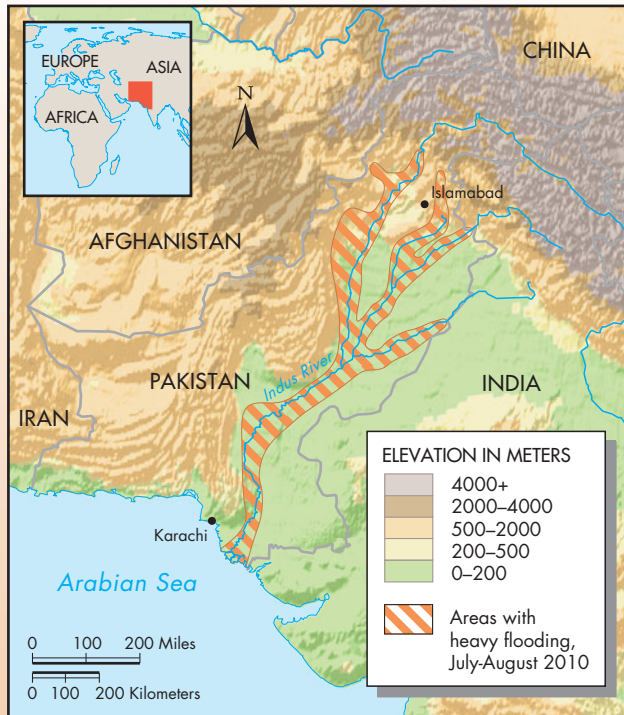 EUROPE
ASIA
AFRICA
CHINA
N
Islamabad
AFGHANISTAN
Indus River
PAKISTAN
INDIA
IRAN
Karachi
Arabian Sea
0 100 200 Miles
0 100 200 Kilometers
ELEVATION IN METERS
4000+
2000–4000
500–2000
200–500
0–200
Areas with
heavy flooding,
July-August 2010